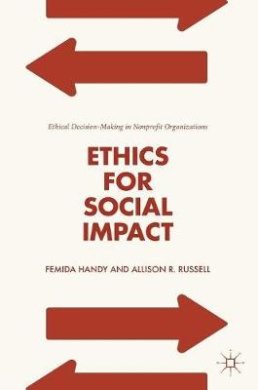 Ethical Decision-Making in Nonprofit Organizations
ETHICS
FOR
SOCIAL
IMPACT
FEMIDA HANDY AND ALLISON R. RUSSELL